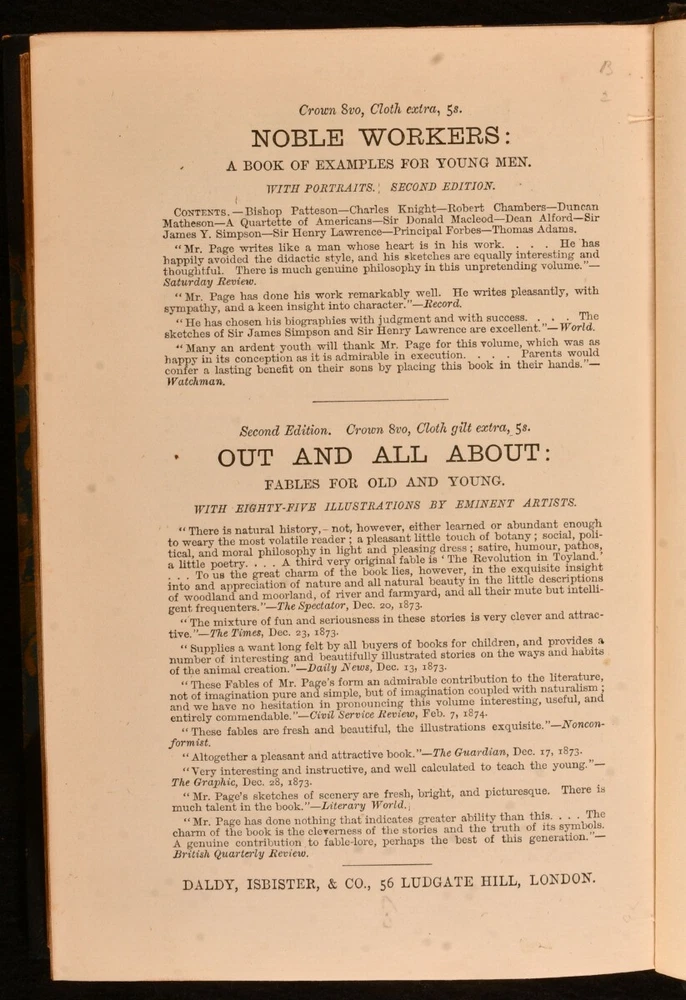 B
2
Crown 8vo, Cloth extra, 5s.
NOBLE WORKERS:
A BOOK OF EXAMPLES FOR YOUNG MEN.
WITH PORTRAITS. SECOND EDITION.
CONTENTS.—Bishop Patteson—Charles Knight—Robert Chambers—Duncan
Matheson—A Quartette of Americans—Sir Donald Macleod—Dean Alford—Sir
James Y. Simpson—Sir Henry Lawrence—Principal Forbes—Thomas Adams.
"Mr. Page writes like a man whose heart is in his work. . . . He has
happily avoided the didactic style, and his sketches are equally interesting and
thoughtful. There is much genuine philosophy in this unpretending volume."—
Saturday Review.
"Mr. Page has done his work remarkably well. He writes pleasantly, with
sympathy, and a keen insight into character."—Record.
"He has chosen his biographies with judgment and with success. . . . The
sketches of Sir James Simpson and Sir Henry Lawrence are excellent."—World.
"Many an ardent youth will thank Mr. Page for this volume, which was as
happy in its conception as it is admirable in execution. . . . . Parents would
confer a lasting benefit on their sons by placing this book in their hands."—
Watchman.
Second Edition. Crown 8vo, Cloth gilt extra, 5s.
OUT AND ALL ABOUT:
FABLES FOR OLD AND YOUNG.
WITH EIGHTY-FIVE ILLUSTRATIONS BY EMINENT ARTISTS.
"There is natural history,—not, however, either learned or abundant enough
to weary the most volatile reader; a pleasant little touch of botany; social, poli-
tical, and moral philosophy in light and pleasing dress; satire, humour, pathos,
a little poetry. . . . . A third very original fable is 'The Revolution in Toyland.'
. . . To us the great charm of the book lies, however, in the exquisite insight
into and appreciation of nature and all natural beauty in the little descriptions
of woodland and moorland, of river and farmyard, and all their mute but intelli-
gent frequenters."—The Spectator, Dec. 20, 1873.
"The mixture of fun and seriousness in these stories is very clever and attrac-
tive."—The Times, Dec. 23, 1873.
"Supplies a want long felt by all buyers of books for children, and provides a
number of interesting and beautifully illustrated stories on the ways and habits
of the animal creation."—Daily News, Dec. 13, 1873.
"These Fables of Mr. Page's form an admirable contribution to the literature,
not of imagination pure and simple, but of imagination coupled with naturalism;
and we have no hesitation in pronouncing this volume interesting, useful, and
entirely commendable."—Civil Service Review, Feb. 7, 1874.
"These fables are fresh and beautiful, the illustrations exquisite."—Noncon-
formist.
"Altogether a pleasant and attractive book."—The Guardian, Dec. 17, 1873.
"Very interesting and instructive, and well calculated to teach the young."—
The Graphic, Dec. 28, 1873.
"Mr. Page's sketches of scenery are fresh, bright, and picturesque. There is
much talent in the book."—Literary World.
"Mr. Page has done nothing that indicates greater ability than this. . . . The
charm of the book is the cleverness of the stories and the truth of its symbols.
A genuine contribution to fable-lore, perhaps the best of this generation."—
British Quarterly Review.
DALDY, ISBISTER, & CO., 56 LUDGATE HILL, LONDON.